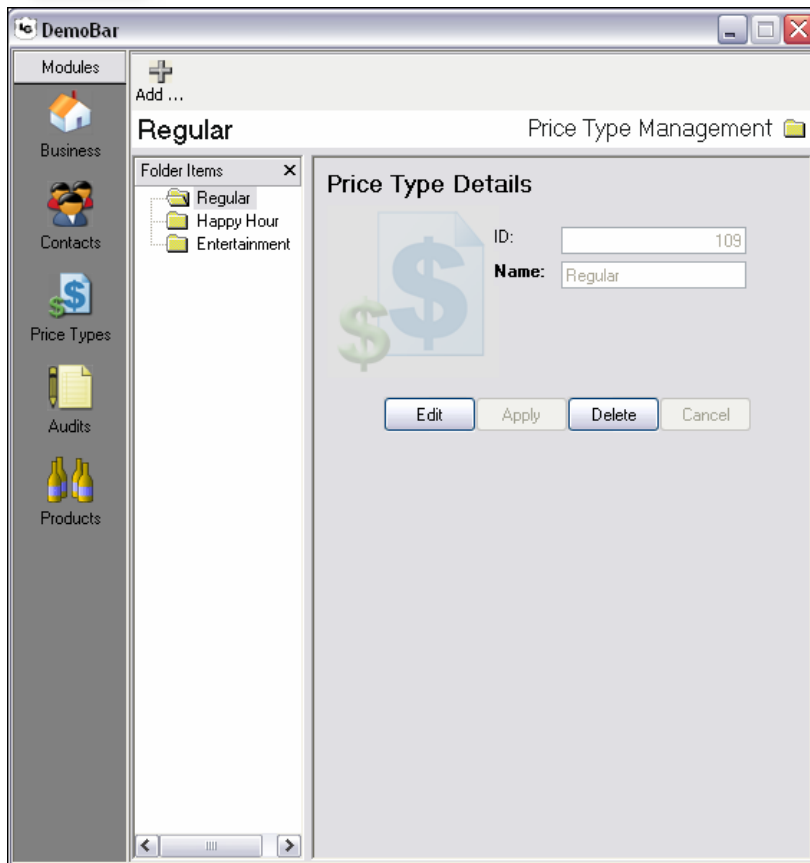 DemoBar
Modules
Business
Contacts
Price Types
Audits
Products
Add ...
Regular
Price Type Management
Folder Items
Regular
Happy Hour
Entertainment
Price Type Details
ID: 109
Name: Regular
Edit Apply Delete Cancel